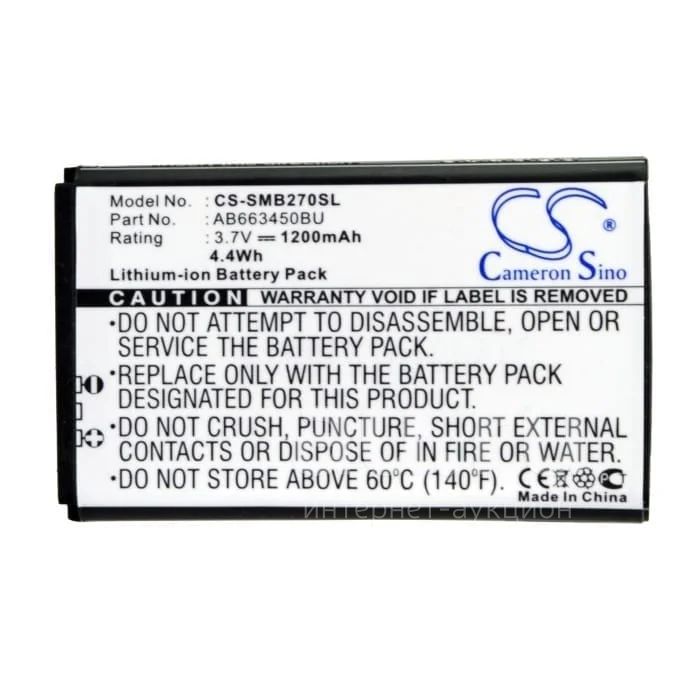 Model No. : CS-SMB270SL
Part No. : AB663450BU
Rating : 3.7V ⎓ 1200mAh
4.4Wh
Lithium-ion Battery Pack
CS ®
Cameron Sino
CAUTION WARRANTY VOID IF LABEL IS REMOVED
•DO NOT ATTEMPT TO DISASSEMBLE, OPEN OR
SERVICE THE BATTERY PACK.
•REPLACE ONLY WITH THE BATTERY PACK
DESIGNATED FOR THIS PRODUCT.
•DO NOT CRUSH, PUNCTURE, SHORT EXTERNAL
CONTACTS OR DISPOSE OF IN FIRE OR WATER.
•DO NOT STORE ABOVE 60°C (140°F).
CE
Made In China
интернет-аукцион